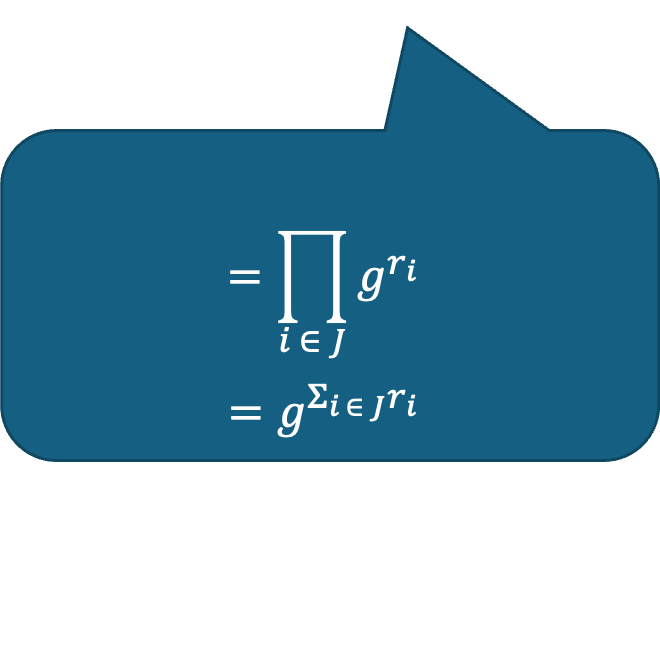 = ∏_{i ∈ J} g^{r_i}
= g^{Σ_{i ∈ J} r_i}